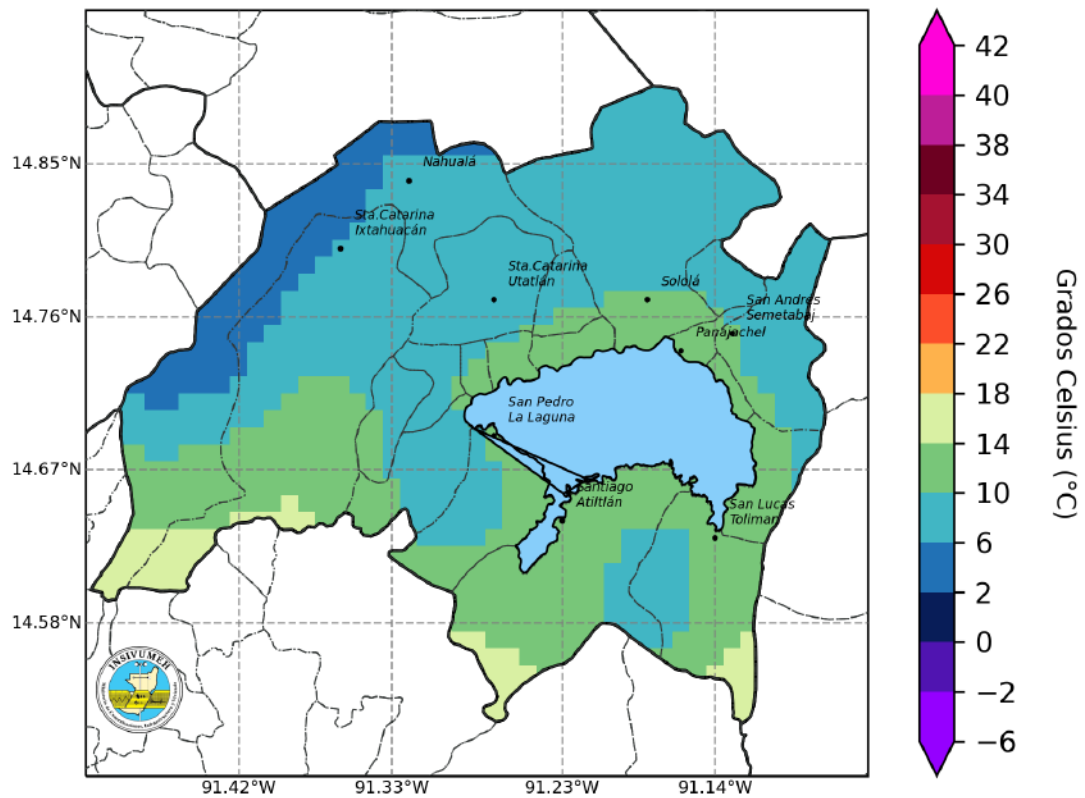 14.85°N
14.76°N
14.67°N
14.58°N
91.42°W
91.33°W
91.23°W
91.14°W
Nahualá
Sta.Catarina
Ixtahuacán
Sta.Catarina
Utatlán
Sololá
San Andrés
Semetabaj
Panajachel
San Pedro
La Laguna
Santiago
Atiltlán
San Lucas
Toliman
INSIVUMEH
42
40
38
34
30
26
22
18
14
10
6
2
0
−2
−6
Grados Celsius (°C)